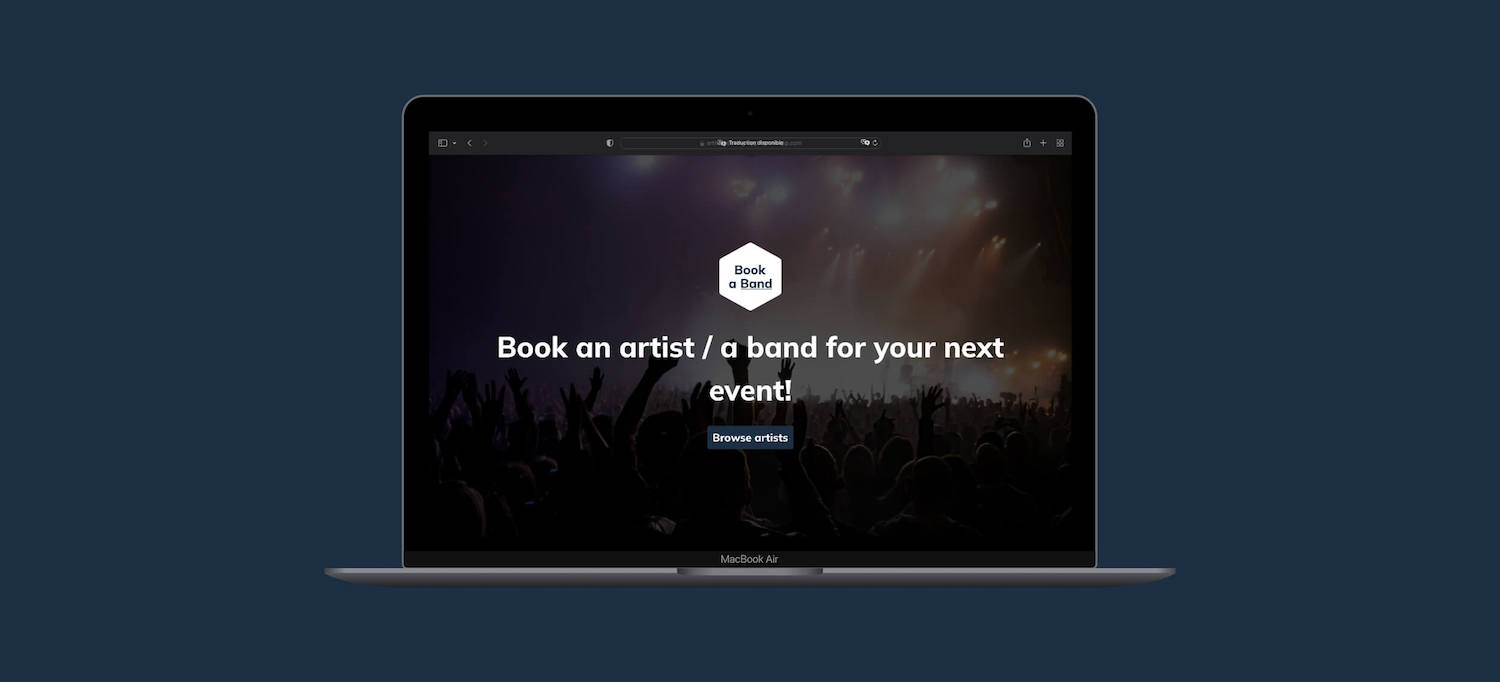 Traduction disponible
Book
a Band
Book an artist / a band for your next
event!
Browse artists
MacBook Air